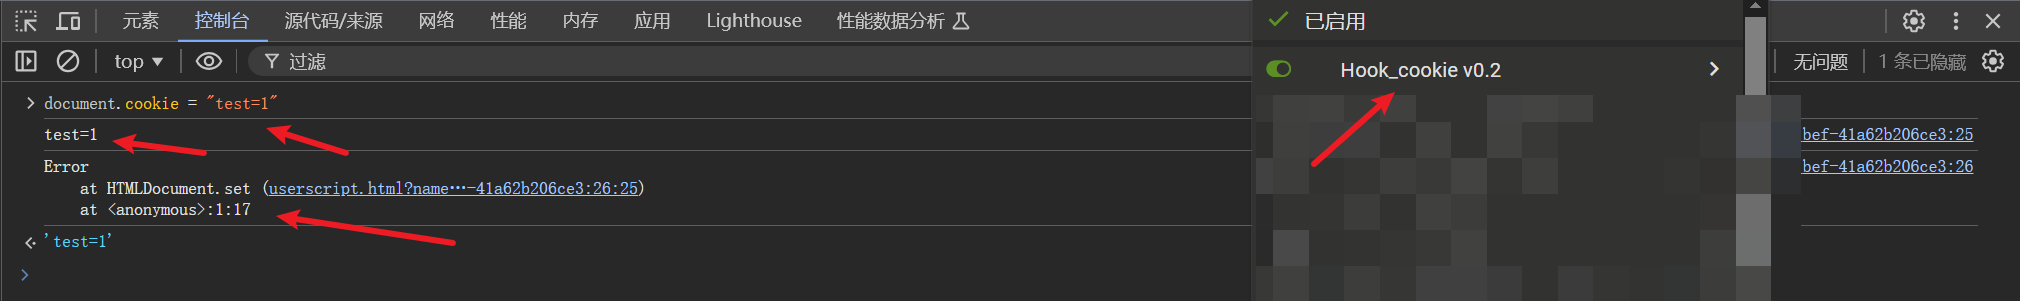 元素 控制台 源代码/来源 网络 性能 内存 应用 Lighthouse 性能数据分析
已启用
top ▼ 过滤
Hook_cookie v0.2
无问题 1 条已隐藏
> document.cookie = "test=1"
test=1 bef-41a62b206ce3:25
Error bef-41a62b206ce3:26
at HTMLDocument.set (userscript.html?name…-41a62b206ce3:26:25)
at <anonymous>:1:17
'test=1'
>